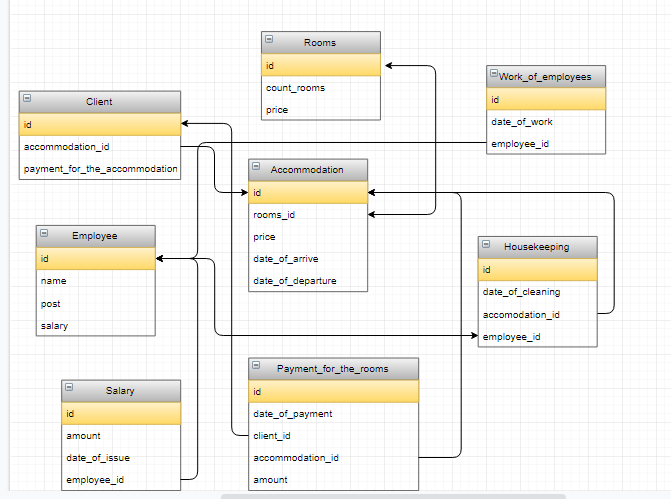 Rooms
id
count_rooms
price
Work_of_employees
id
date_of_work
employee_id
Client
id
accommodation_id
payment_for_the_accommodation
Accommodation
id
rooms_id
price
date_of_arrive
date_of_departure
Employee
id
name
post
salary
Housekeeping
id
date_of_cleaning
accomodation_id
employee_id
Payment_for_the_rooms
id
date_of_payment
client_id
accommodation_id
amount
Salary
id
amount
date_of_issue
employee_id